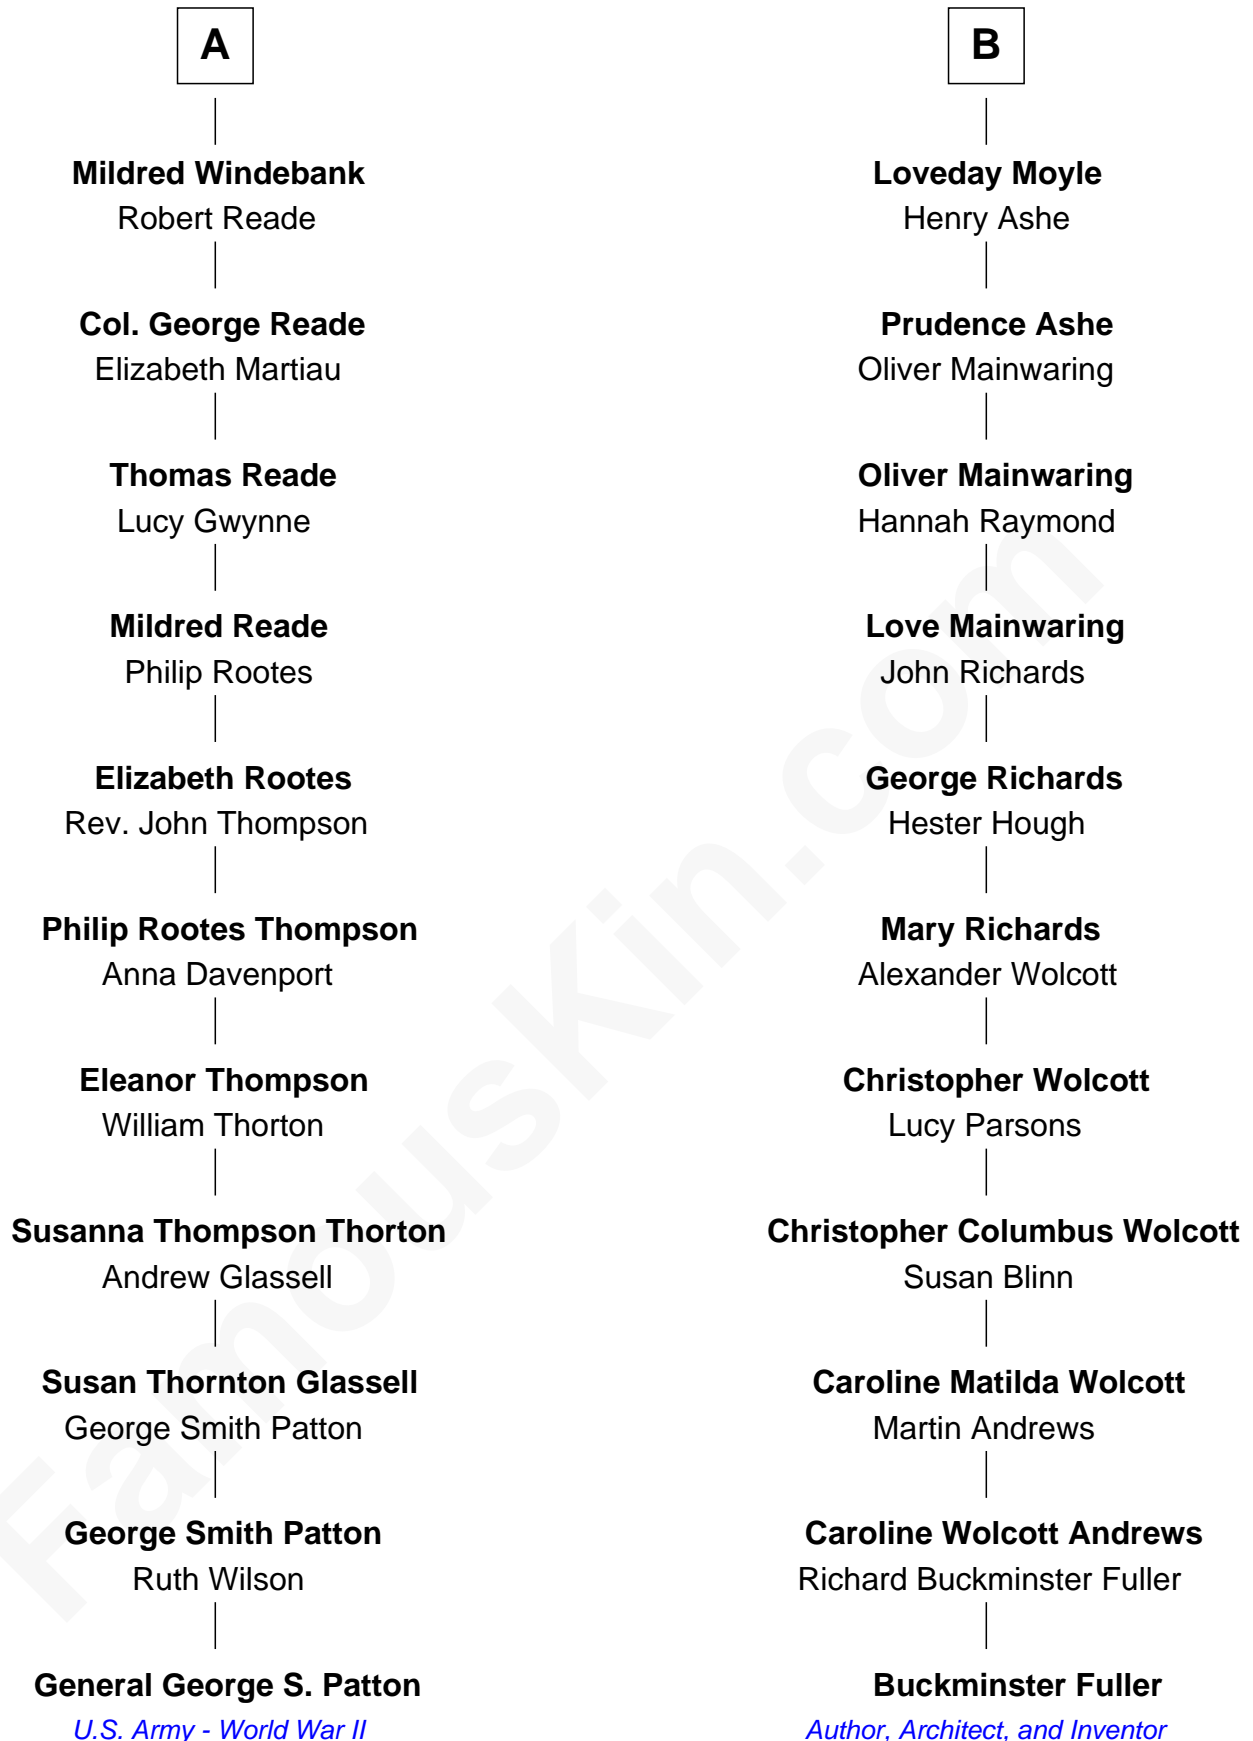 A
Mildred Windebank
Robert Reade
Col. George Reade
Elizabeth Martiau
Thomas Reade
Lucy Gwynne
Mildred Reade
Philip Rootes
Elizabeth Rootes
Rev. John Thompson
Philip Rootes Thompson
Anna Davenport
Eleanor Thompson
William Thorton
Susanna Thompson Thorton
Andrew Glassell
Susan Thornton Glassell
George Smith Patton
George Smith Patton
Ruth Wilson
General George S. Patton
U.S. Army - World War II
B
Loveday Moyle
Henry Ashe
Prudence Ashe
Oliver Mainwaring
Oliver Mainwaring
Hannah Raymond
Love Mainwaring
John Richards
George Richards
Hester Hough
Mary Richards
Alexander Wolcott
Christopher Wolcott
Lucy Parsons
Christopher Columbus Wolcott
Susan Blinn
Caroline Matilda Wolcott
Martin Andrews
Caroline Wolcott Andrews
Richard Buckminster Fuller
Buckminster Fuller
Author, Architect, and Inventor
FamousKin.com